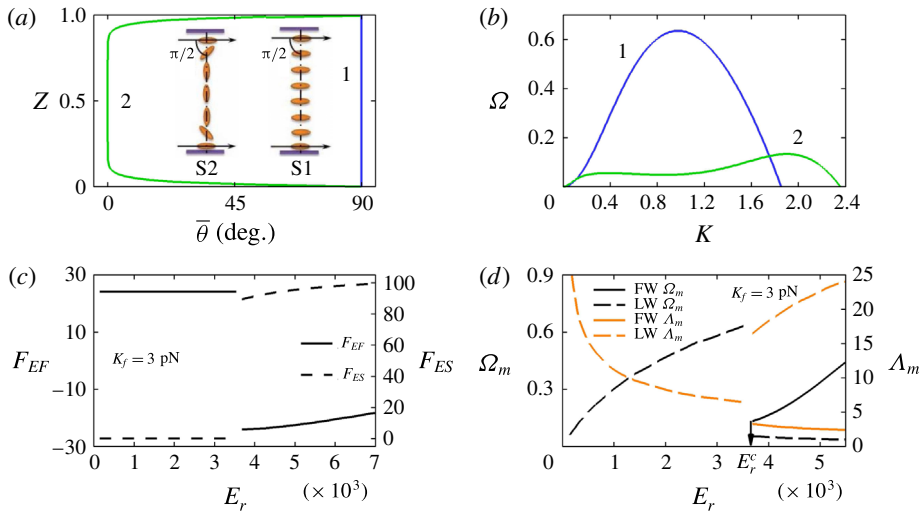 (a)
1.0
0.5
0
Z
2
1
π/2
π/2
S2
S1
0
45
90
θ̅ (deg.)
(b)
0.6
0.4
0.2
Ω
1
2
0
0.4
0.8
1.2
1.6
2.0
2.4
K
(c)
30
10
−10
−30
F_EF
K_f = 3 pN
F_EF
F_ES
100
80
60
40
20
0
F_ES
0
1
2
3
4
5
6
7
E_r
(× 10³)
(d)
0.9
0.6
0.3
0
Ω_m
FW Ω_m
LW Ω_m
FW Λ_m
LW Λ_m
K_f = 3 pN
25
20
15
10
5
0
Λ_m
1
2
3
E_r^c
4
5
E_r
(× 10³)